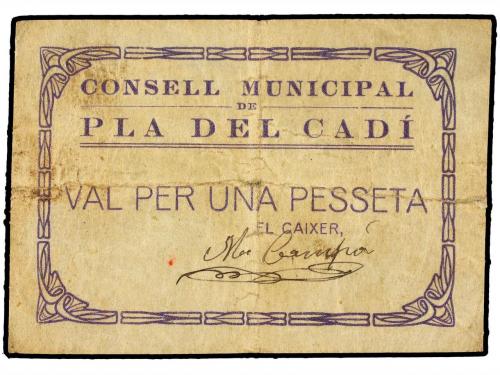 CONSELL MUNICIPAL
DE
PLA DEL CADÍ
VAL PER UNA PESSETA
EL CAIXER,